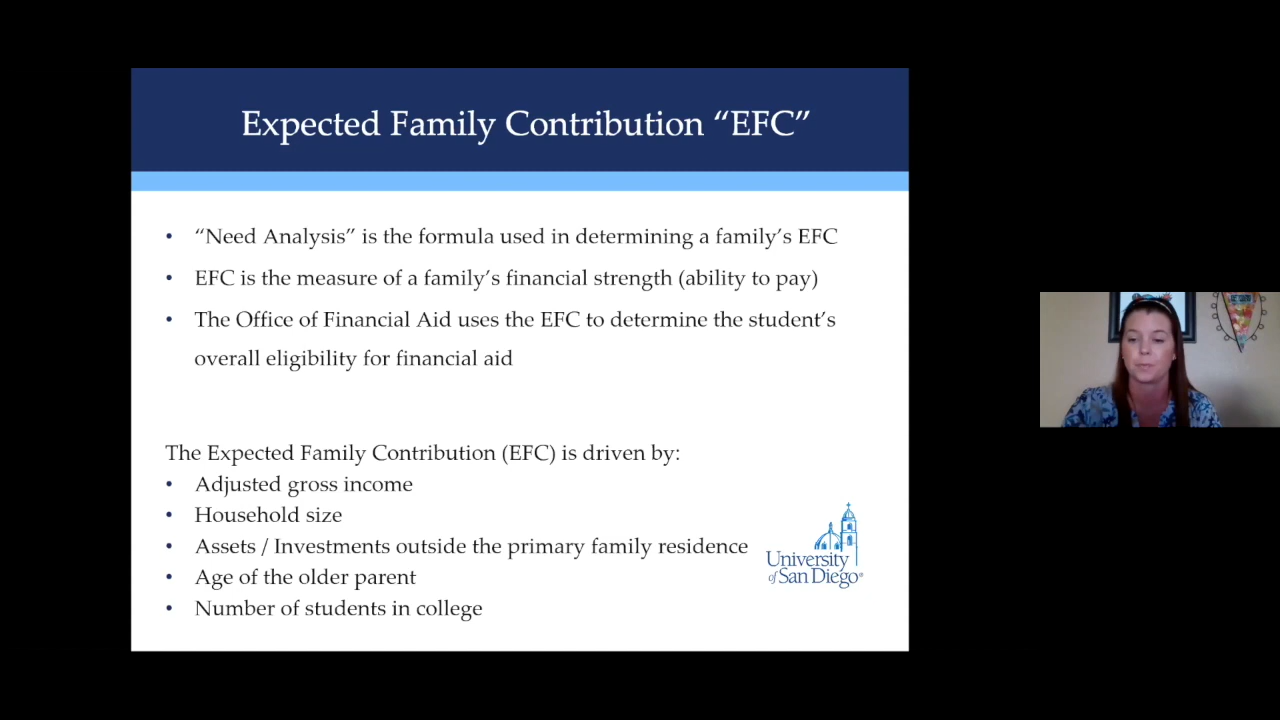 Expected Family Contribution “EFC”
• “Need Analysis” is the formula used in determining a family’s EFC
• EFC is the measure of a family’s financial strength (ability to pay)
• The Office of Financial Aid uses the EFC to determine the student’s
overall eligibility for financial aid
The Expected Family Contribution (EFC) is driven by:
• Adjusted gross income
• Household size
• Assets / Investments outside the primary family residence
• Age of the older parent
• Number of students in college
University
of San Diego®